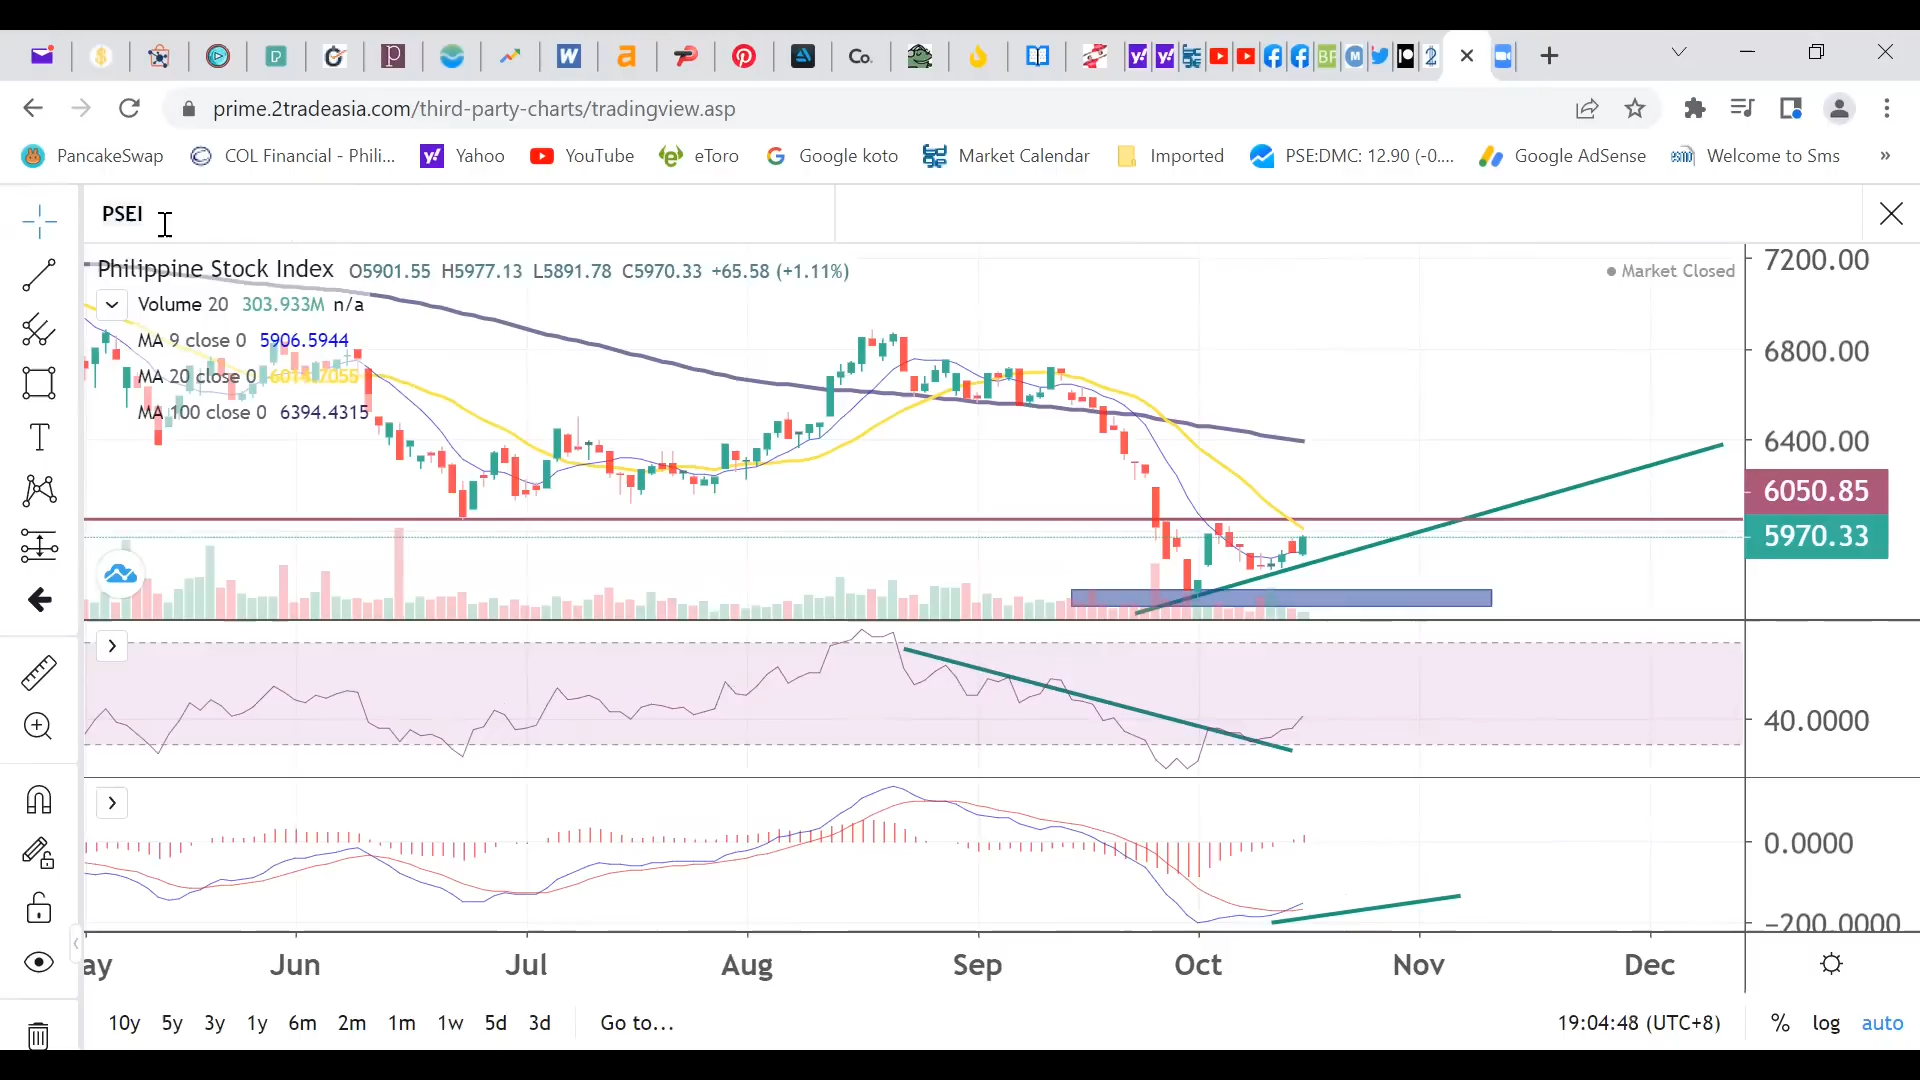 Co.
BF
M
2
prime.2tradeasia.com/third-party-charts/tradingview.asp
PancakeSwap COL Financial - Phili... Yahoo YouTube eToro Google koto Market Calendar Imported PSE:DMC: 12.90 (-0.... Google AdSense Welcome to Sms »
PSEI
Philippine Stock Index O5901.55 H5977.13 L5891.78 C5970.33 +65.58 (+1.11%) Market Closed
Volume 20 303.933M n/a
MA 9 close 0 5906.5944
MA 20 close 0
MA 100 close 0 6394.4315
7200.00
6800.00
6400.00
6050.85
5970.33
40.0000
0.0000
-200.0000
ay Jun Jul Aug Sep Oct Nov Dec
10y 5y 3y 1y 6m 2m 1m 1w 5d 3d Go to... 19:04:48 (UTC+8) % log auto